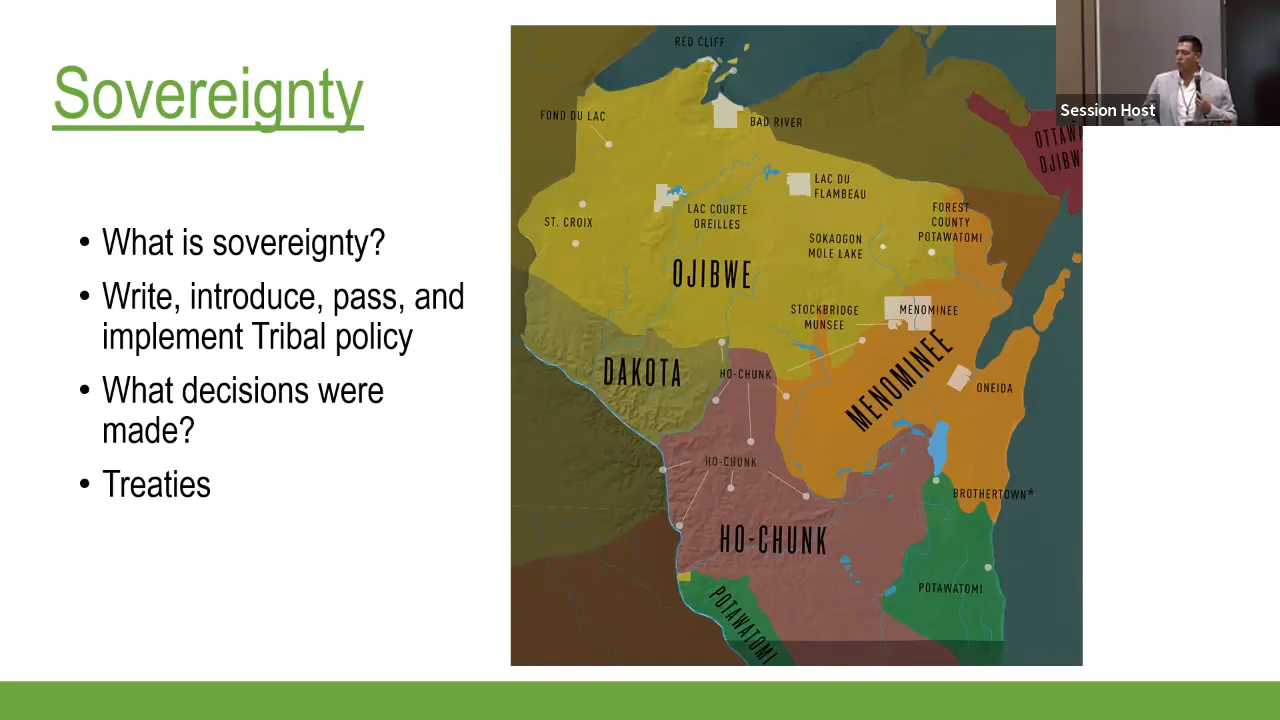 Sovereignty
• What is sovereignty?
• Write, introduce, pass, and
implement Tribal policy
• What decisions were
made?
• Treaties
RED CLIFF
FOND DU LAC
BAD RIVER
LAC DU
FLAMBEAU
ST. CROIX
LAC COURTE
OREILLES
FOREST
COUNTY
POTAWATOMI
SOKAOGON
MOLE LAKE
OJIBWE
STOCKBRIDGE
MUNSEE
MENOMINEE
DAKOTA
HO-CHUNK
MENOMINEE
ONEIDA
HO-CHUNK
BROTHERTOWN*
HO-CHUNK
POTAWATOMI
POTAWATOMI
Session Host